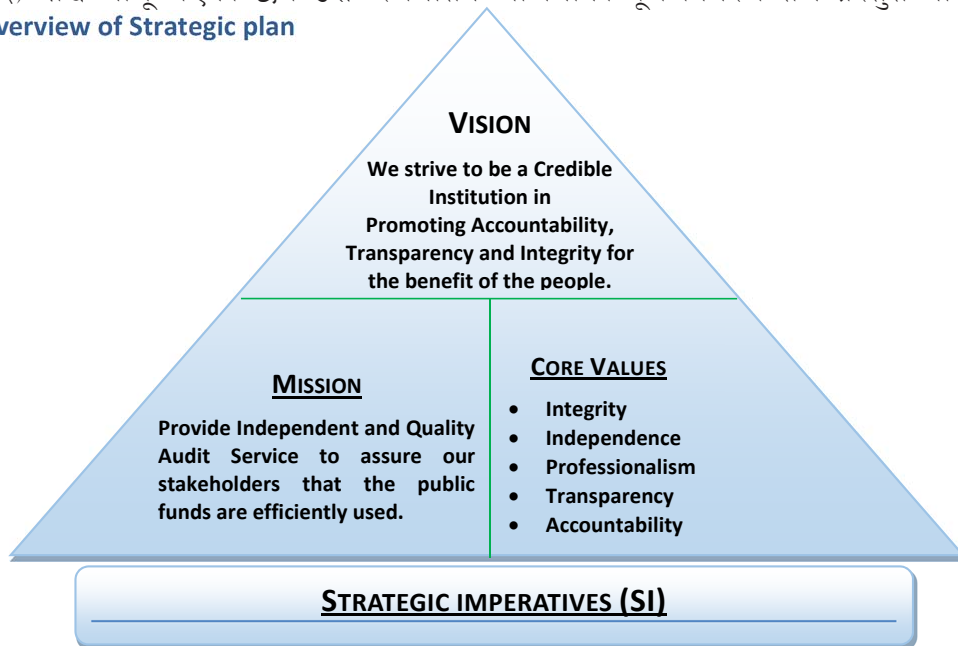 verview of Strategic plan
VISION
We strive to be a Credible
Institution in
Promoting Accountability,
Transparency and Integrity for
the benefit of the people.
MISSION
Provide Independent and Quality
Audit Service to assure our
stakeholders that the public
funds are efficiently used.
CORE VALUES
• Integrity
• Independence
• Professionalism
• Transparency
• Accountability
STRATEGIC IMPERATIVES (SI)